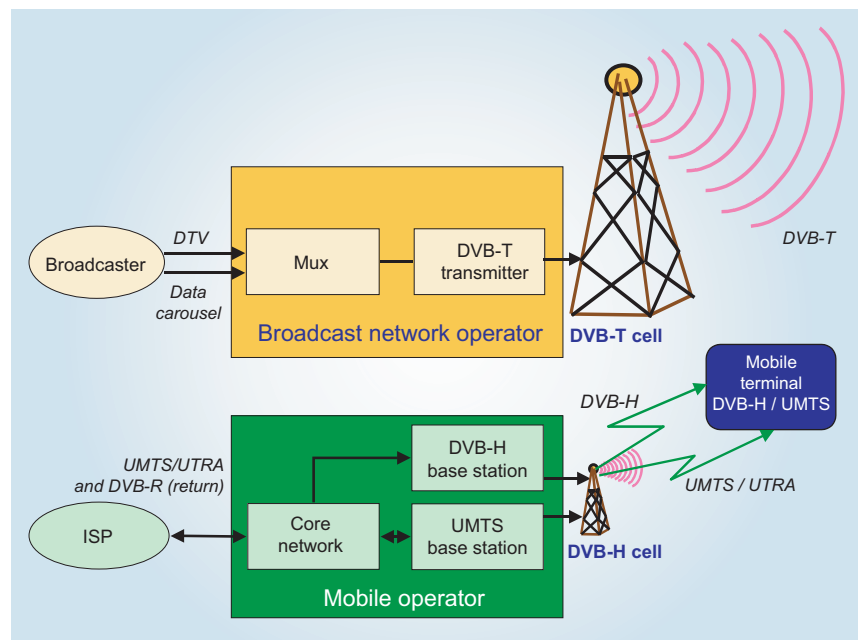 DTV
Broadcaster
Data
carousel
Mux
DVB-T
transmitter
Broadcast network operator
DVB-T cell
DVB-T
Mobile
terminal
DVB-H / UMTS
DVB-H
UMTS / UTRA
UMTS/UTRA
and DVB-R (return)
ISP
DVB-H
base station
Core
network
UMTS
base station
DVB-H cell
Mobile operator